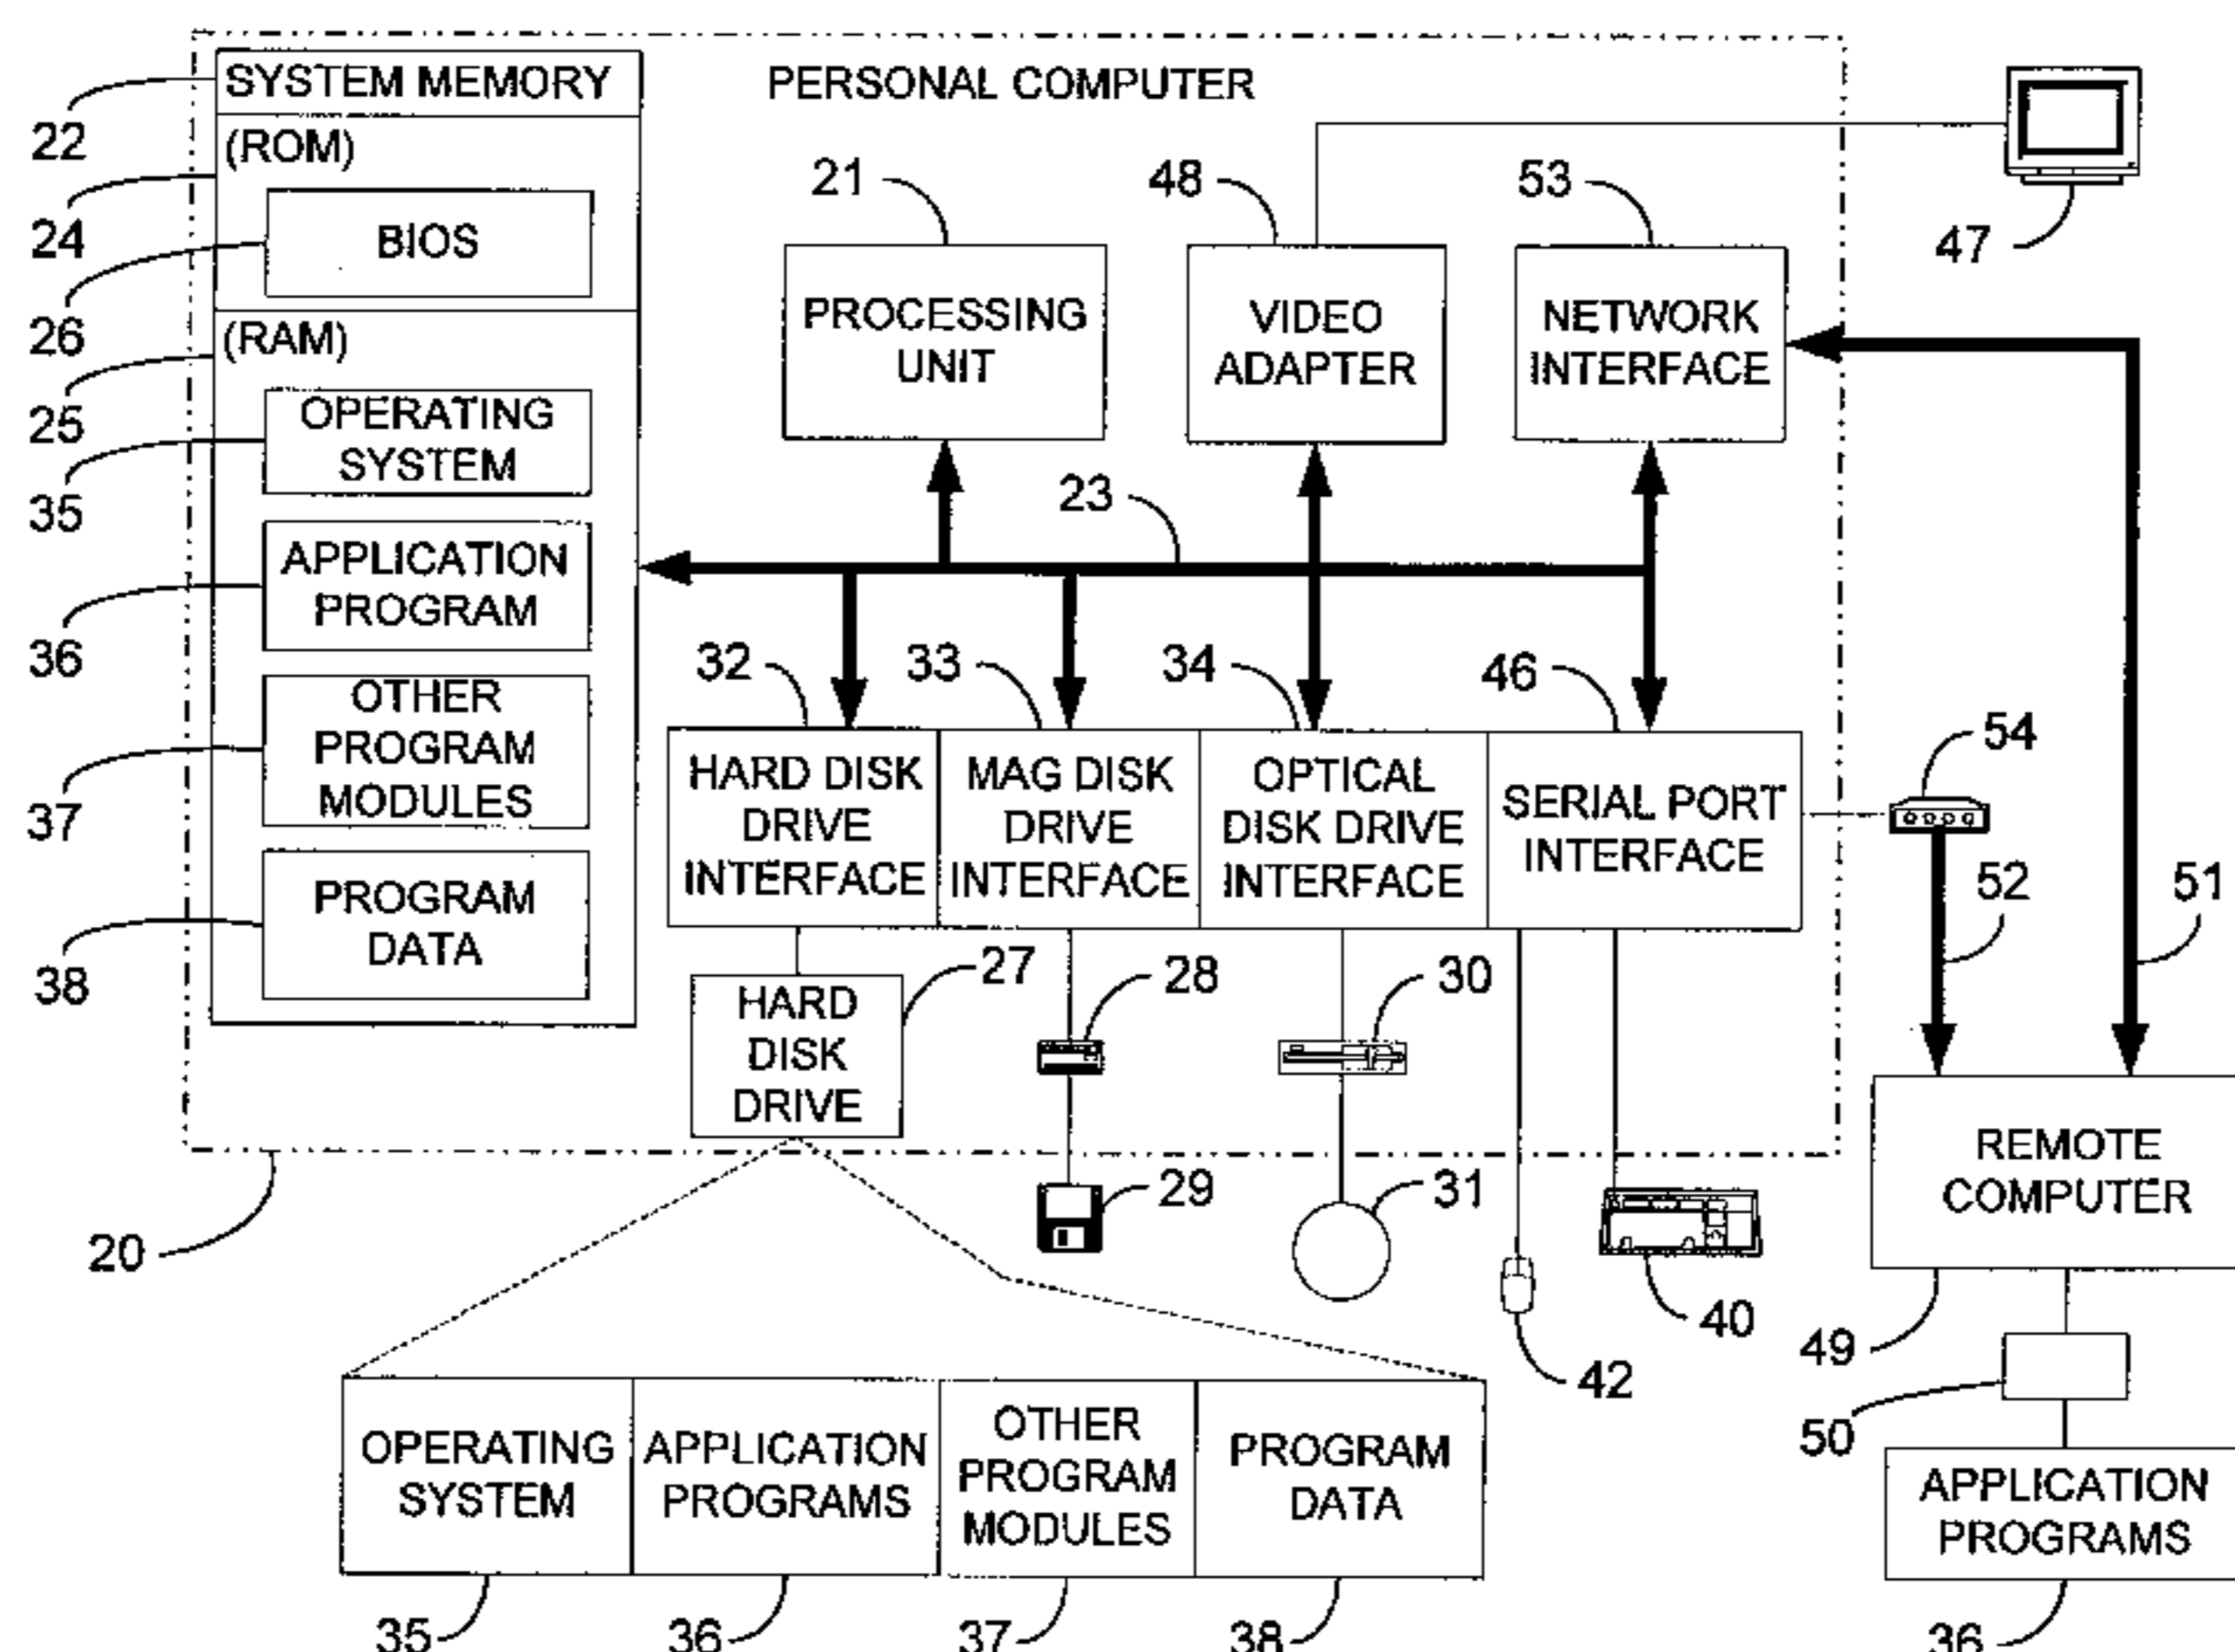 SYSTEM MEMORY
PERSONAL COMPUTER
22
(ROM)
24
BIOS
26
(RAM)
25
OPERATING
SYSTEM
35
APPLICATION
PROGRAM
36
OTHER
PROGRAM
MODULES
37
PROGRAM
DATA
38
21
PROCESSING
UNIT
48
VIDEO
ADAPTER
53
NETWORK
INTERFACE
47
23
32
HARD DISK
DRIVE
INTERFACE
33
MAG DISK
DRIVE
INTERFACE
34
OPTICAL
DISK DRIVE
INTERFACE
46
SERIAL PORT
INTERFACE
54
52
51
HARD
DISK
DRIVE
27
28
30
29
31
20
42
40
REMOTE
COMPUTER
49
50
APPLICATION
PROGRAMS
36
OPERATING
SYSTEM
APPLICATION
PROGRAMS
OTHER
PROGRAM
MODULES
PROGRAM
DATA
35
36
37
38